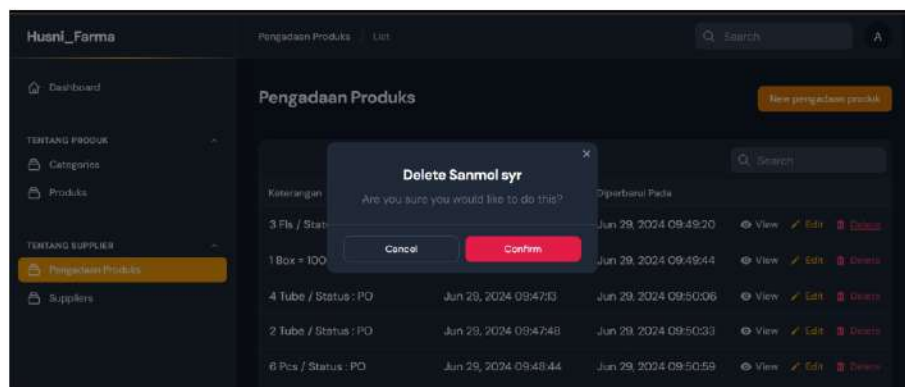 Husni_Farma
Pengadaan Produks
List
Search
A
Dashboard
Pengadaan Produks
New pengadaan produk
TENTANG PRODUK
Categories
Produks
TENTANG SUPPLIER
Pengadaan Produks
Suppliers
Search
Delete Sanmol syr
Are you sure you would like to do this?
Cancel Confirm
Keterangan Diperbarui Pada
3 Fls / Stat Jun 29, 2024 09:49:20 View Edit Delete
1 Box = 100 Jun 29, 2024 09:49:44 View Edit Delete
4 Tube / Status : PO Jun 29, 2024 09:47:13 Jun 29, 2024 09:50:06 View Edit Delete
2 Tube / Status : PO Jun 29, 2024 09:47:48 Jun 29, 2024 09:50:33 View Edit Delete
6 Pcs / Status : PO Jun 29, 2024 09:48:44 Jun 29, 2024 09:50:59 View Edit Delete